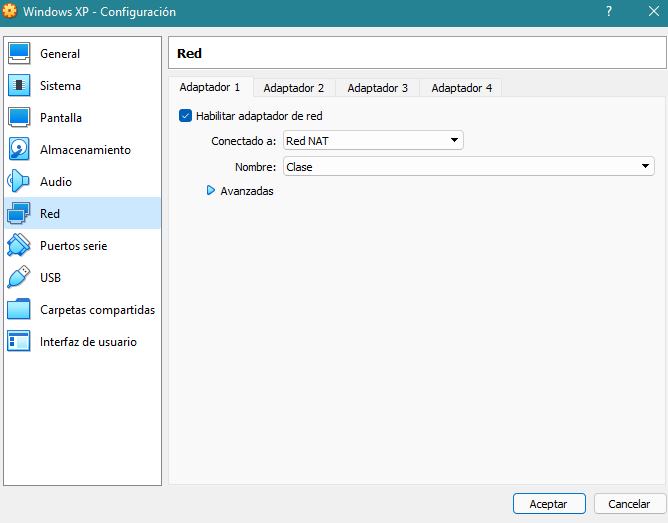 Windows XP - Configuración
?
General
Sistema
Pantalla
Almacenamiento
Audio
Red
Puertos serie
USB
Carpetas compartidas
Interfaz de usuario
Red
Adaptador 1 Adaptador 2 Adaptador 3 Adaptador 4
Habilitar adaptador de red
Conectado a: Red NAT
Nombre: Clase
Avanzadas
Aceptar Cancelar